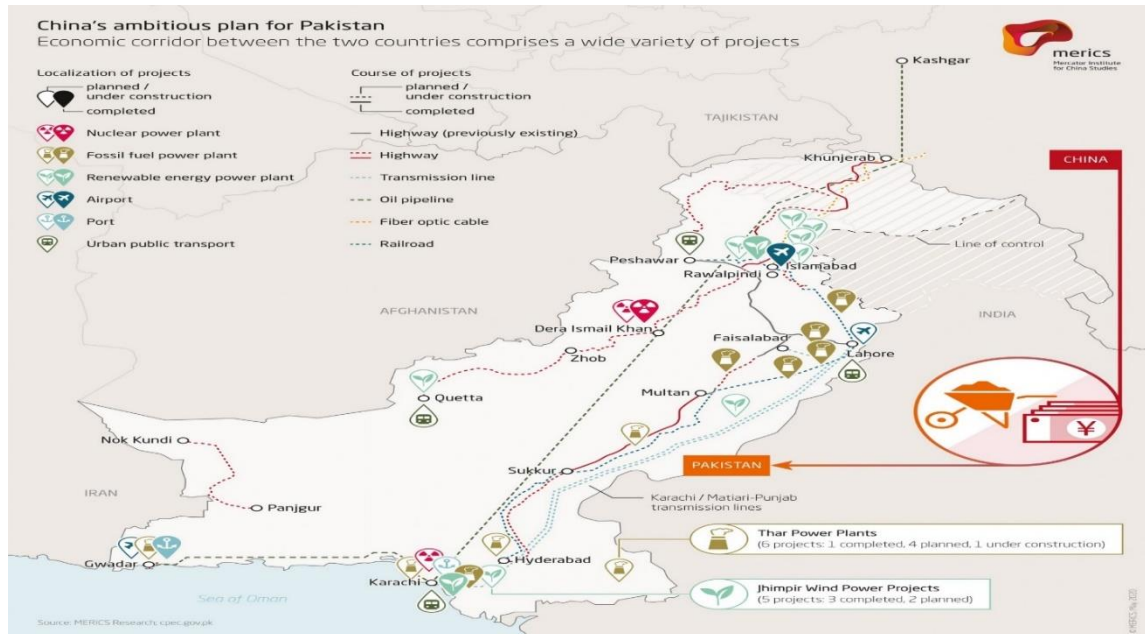 China's ambitious plan for Pakistan
Economic corridor between the two countries comprises a wide variety of projects
merics
Mercator Institute
for China Studies
Localization of projects
planned /
under construction
completed
Nuclear power plant
Fossil fuel power plant
Renewable energy power plant
Airport
Port
Urban public transport
Course of projects
planned /
under construction
completed
Highway (previously existing)
Highway
Transmission line
Oil pipeline
Fiber optic cable
Railroad
Kashgar
TAJIKISTAN
Khunjerab
CHINA
Line of control
Peshawar
Islamabad
Rawalpindi
AFGHANISTAN
INDIA
Dera Ismail Khan
Faisalabad
Lahore
Zhob
Multan
Quetta
¥
Nok Kundi
Sukkur
PAKISTAN
IRAN
Panjgur
Karachi / Matiari-Punjab
transmission lines
Thar Power Plants
(6 projects: 1 completed, 4 planned, 1 under construction)
Gwadar
Hyderabad
Karachi
Jhimpir Wind Power Projects
(5 projects: 3 completed, 2 planned)
Sea of Oman
Source: MERICS Research, cpec.gov.pk